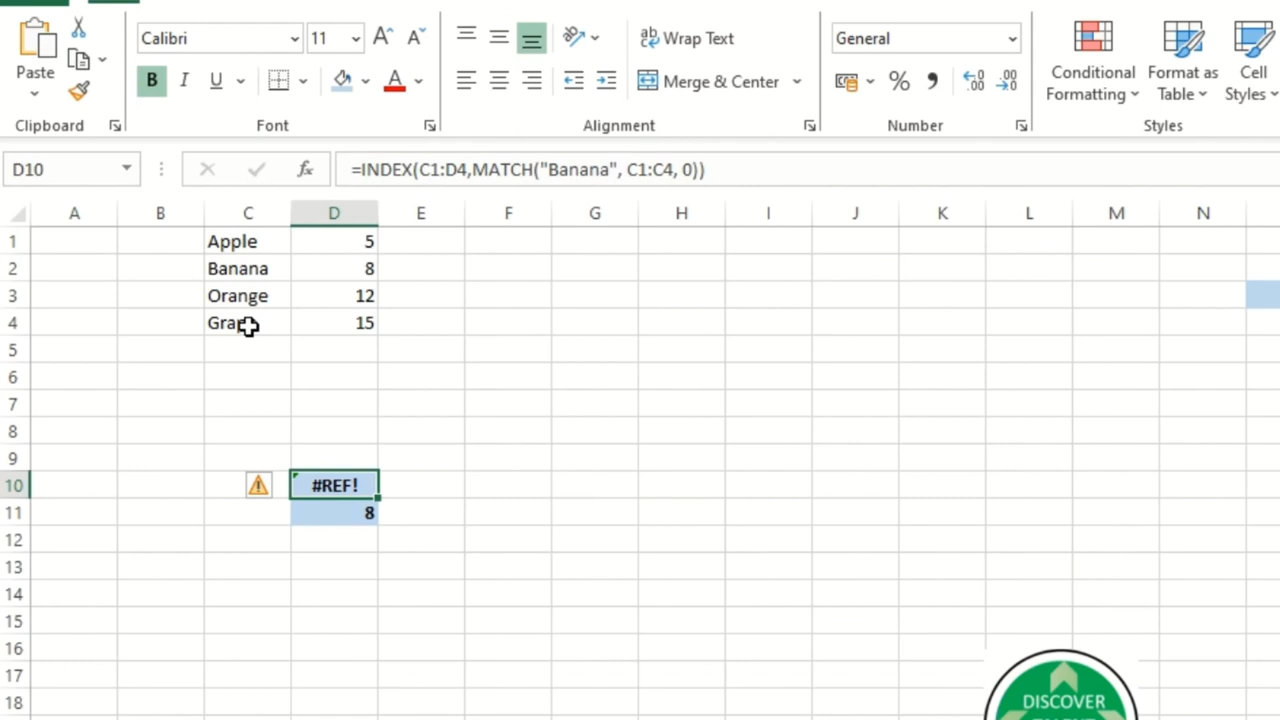 Calibri 11 Wrap Text General
Paste B I U Merge & Center % Conditional Formatting Format as Table Cell Styles
Clipboard Font Alignment Number Styles
D10 fx =INDEX(C1:D4,MATCH("Banana", C1:C4, 0))
A B C D E F G H I J K L M N
1 Apple 5
2 Banana 8
3 Orange 12
4 15
5
6
7
8
9
10 #REF!
11 8
12
13
14
15
16
17
18
DISCOVER